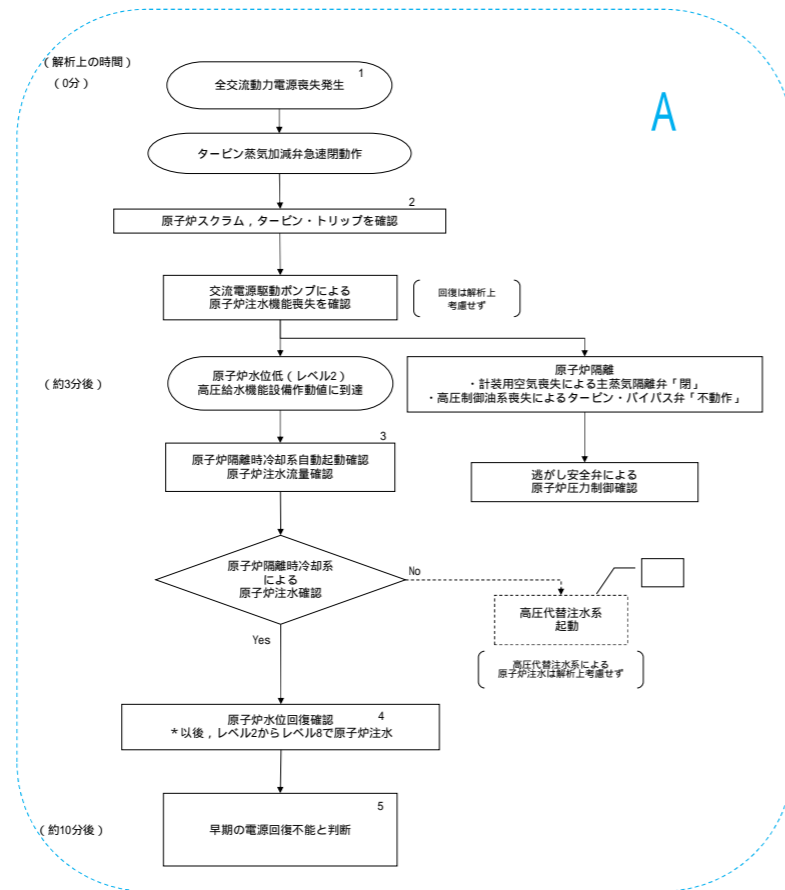 (解析上の時間)
(0分)
1
全交流動力電源喪失発生
A
タービン蒸気加減弁急速閉動作
2
原子炉スクラム,タービン・トリップを確認
交流電源駆動ポンプによる
原子炉注水機能喪失を確認
回復は解析上
考慮せず
(約3分後)
原子炉水位低(レベル2)
高圧給水機能設備作動値に到達
原子炉隔離
・計装用空気喪失による主蒸気隔離弁「閉」
・高圧制御油系喪失によるタービン・バイパス弁「不動作」
3
原子炉隔離時冷却系自動起動確認
原子炉注水流量確認
逃がし安全弁による
原子炉圧力制御確認
原子炉隔離時冷却系
による
原子炉注水確認
No
高圧代替注水系
起動
Yes
高圧代替注水系による
原子炉注水は解析上考慮せず
4
原子炉水位回復確認
*以後,レベル2からレベル8で原子炉注水
(約10分後)
5
早期の電源回復不能と判断